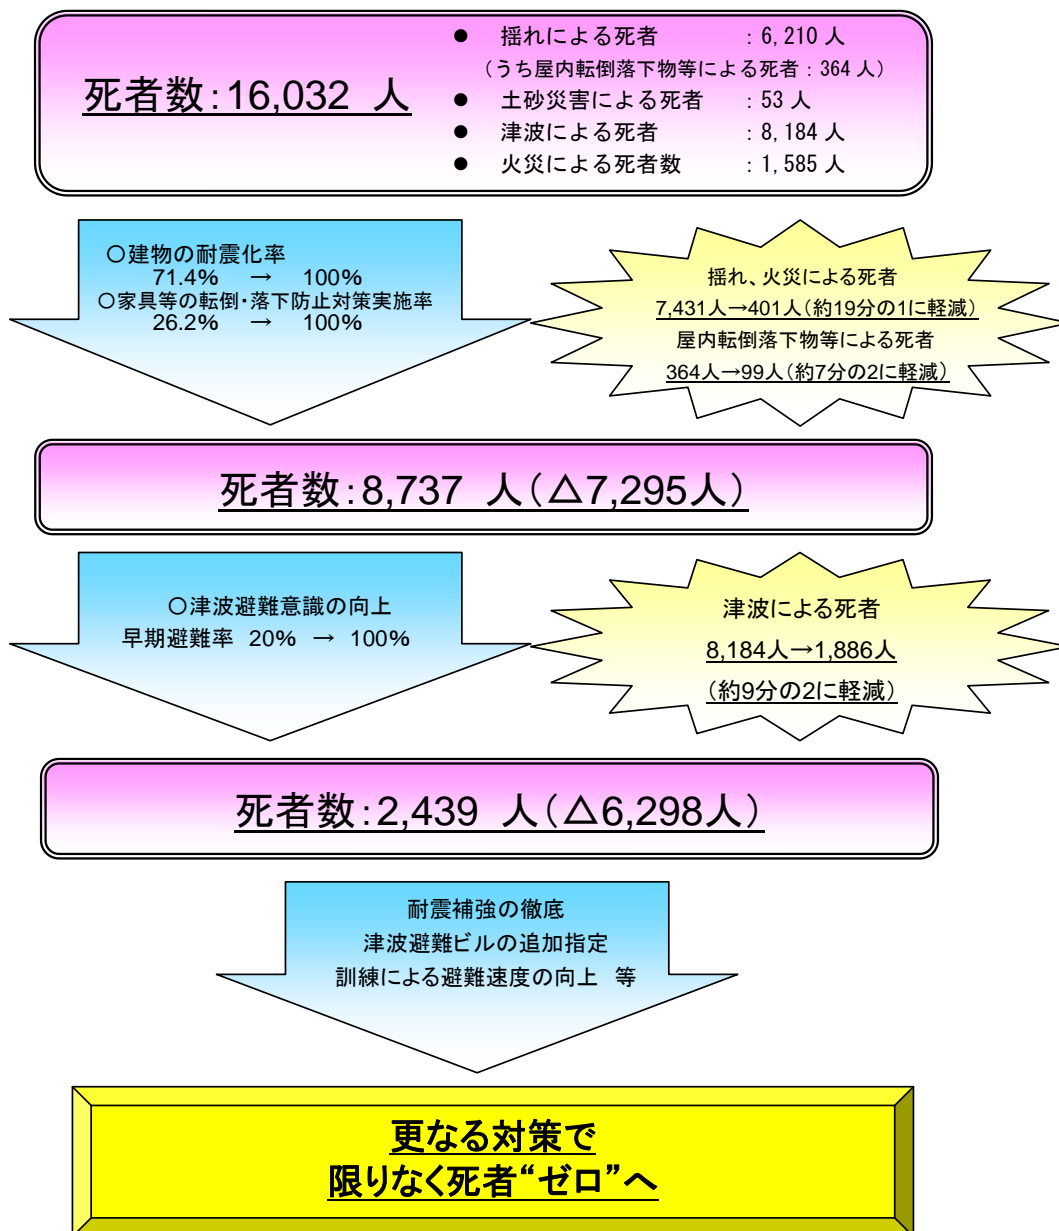 死者数：16,032 人
● 揺れによる死者 ：6,210 人
（うち屋内転倒落下物等による死者：364 人）
● 土砂災害による死者 ：53 人
● 津波による死者 ：8,184 人
● 火災による死者数 ：1,585 人
○建物の耐震化率
71.4% → 100%
○家具等の転倒・落下防止対策実施率
26.2% → 100%
揺れ、火災による死者
7,431人→401人（約19分の1に軽減）
屋内転倒落下物等による死者
364人→99人（約7分の2に軽減）
死者数：8,737 人（△7,295人）
○津波避難意識の向上
早期避難率 20% → 100%
津波による死者
8,184人→1,886人
（約9分の2に軽減）
死者数：2,439 人（△6,298人）
耐震補強の徹底
津波避難ビルの追加指定
訓練による避難速度の向上 等
更なる対策で
限りなく死者“ゼロ”へ